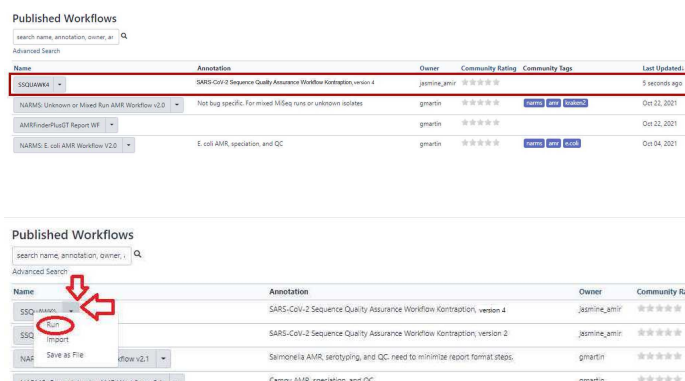 Published Workflows
search name, annotation, owner, ai
Advanced Search
Name Annotation Owner Community Rating Community Tags Last Updated↓
SSQUAWK4 SARS-CoV-2 Sequence Quality Assurance Workflow Kontraption, version 4 jasmine_amir 5 seconds ago
NARMS: Unknown or Mixed Run AMR Workflow v2.0 Not bug specific. For mixed MiSeq runs or unknown isolates gmartin narms amr kraken2 Oct 22, 2021
AMRFinderPlusGT Report WF gmartin Oct 22, 2021
NARMS: E. coli AMR Workflow V2.0 E. coli AMR, speciation, and QC gmartin narms amr e.coli Oct 04, 2021
Published Workflows
search name, annotation, owner,
Advanced Search
Name Annotation Owner Community Ra
SSQ SARS-CoV-2 Sequence Quality Assurance Workflow Kontraption, version 4 jasmine_amir
Run
SSQ SARS-CoV-2 Sequence Quality Assurance Workflow Kontraption, version 2 jasmine_amir
Import
Save as File
NAR kflow v2.1 Salmonella AMR, serotyping, and QC. need to minimize report format steps. gmartin